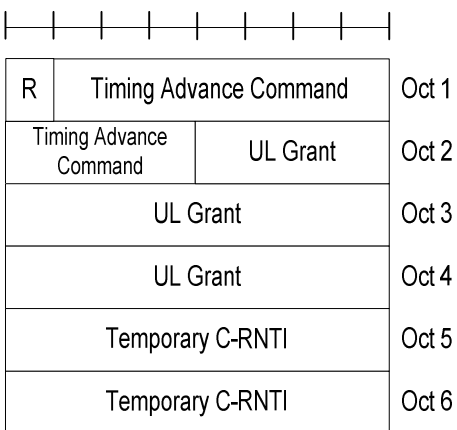 R Timing Advance Command Oct 1
Timing Advance
Command UL Grant Oct 2
UL Grant Oct 3
UL Grant Oct 4
Temporary C-RNTI Oct 5
Temporary C-RNTI Oct 6